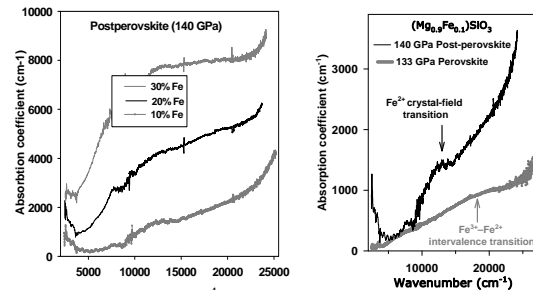 Postperovskite (140 GPa)
Absorbtion coefficient (cm-1)
10000
8000
6000
4000
2000
0
30% Fe
20% Fe
10% Fe
5000
10000
15000
20000
25000
(Mg0.9Fe0.1)SiO3
140 GPa Post-perovskite
133 GPa Perovskite
Absorption coefficient (cm-1)
3000
2000
1000
0
Fe2+ crystal-field
transition
Fe3+–Fe2+
intervalence transition
10000
20000
Wavenumber (cm-1)